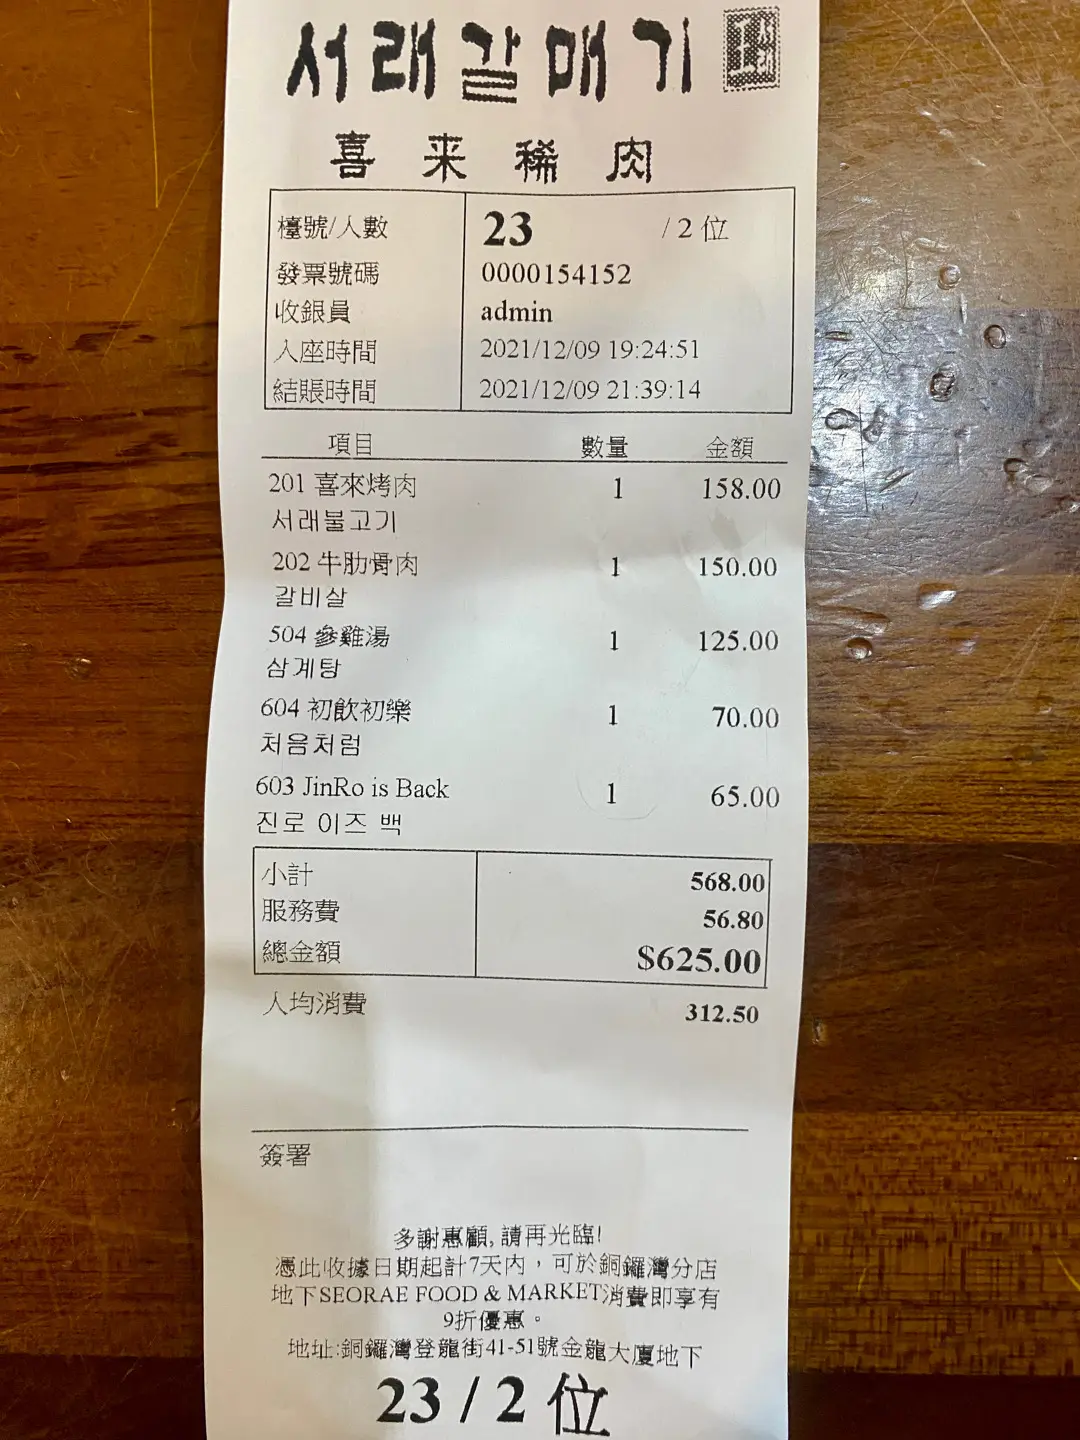 서래갈매기
喜来稀肉
檯號/人數 23 / 2 位
發票號碼 0000154152
收銀員 admin
入座時間 2021/12/09 19:24:51
結賬時間 2021/12/09 21:39:14
項目 數量 金額
201 喜來烤肉 1 158.00
서래불고기
202 牛肋骨肉 1 150.00
갈비살
504 參雞湯 1 125.00
삼계탕
604 初飲初樂 1 70.00
처음처럼
603 JinRo is Back 1 65.00
진로 이즈 백
小計 568.00
服務費 56.80
總金額 $625.00
人均消費 312.50
簽署
多謝惠顧, 請再光臨!
憑此收據日期起計7天內，可於銅鑼灣分店
地下SEORAE FOOD & MARKET消費即享有
9折優惠。
地址:銅鑼灣登龍街41-51號金龍大廈地下
23 / 2 位